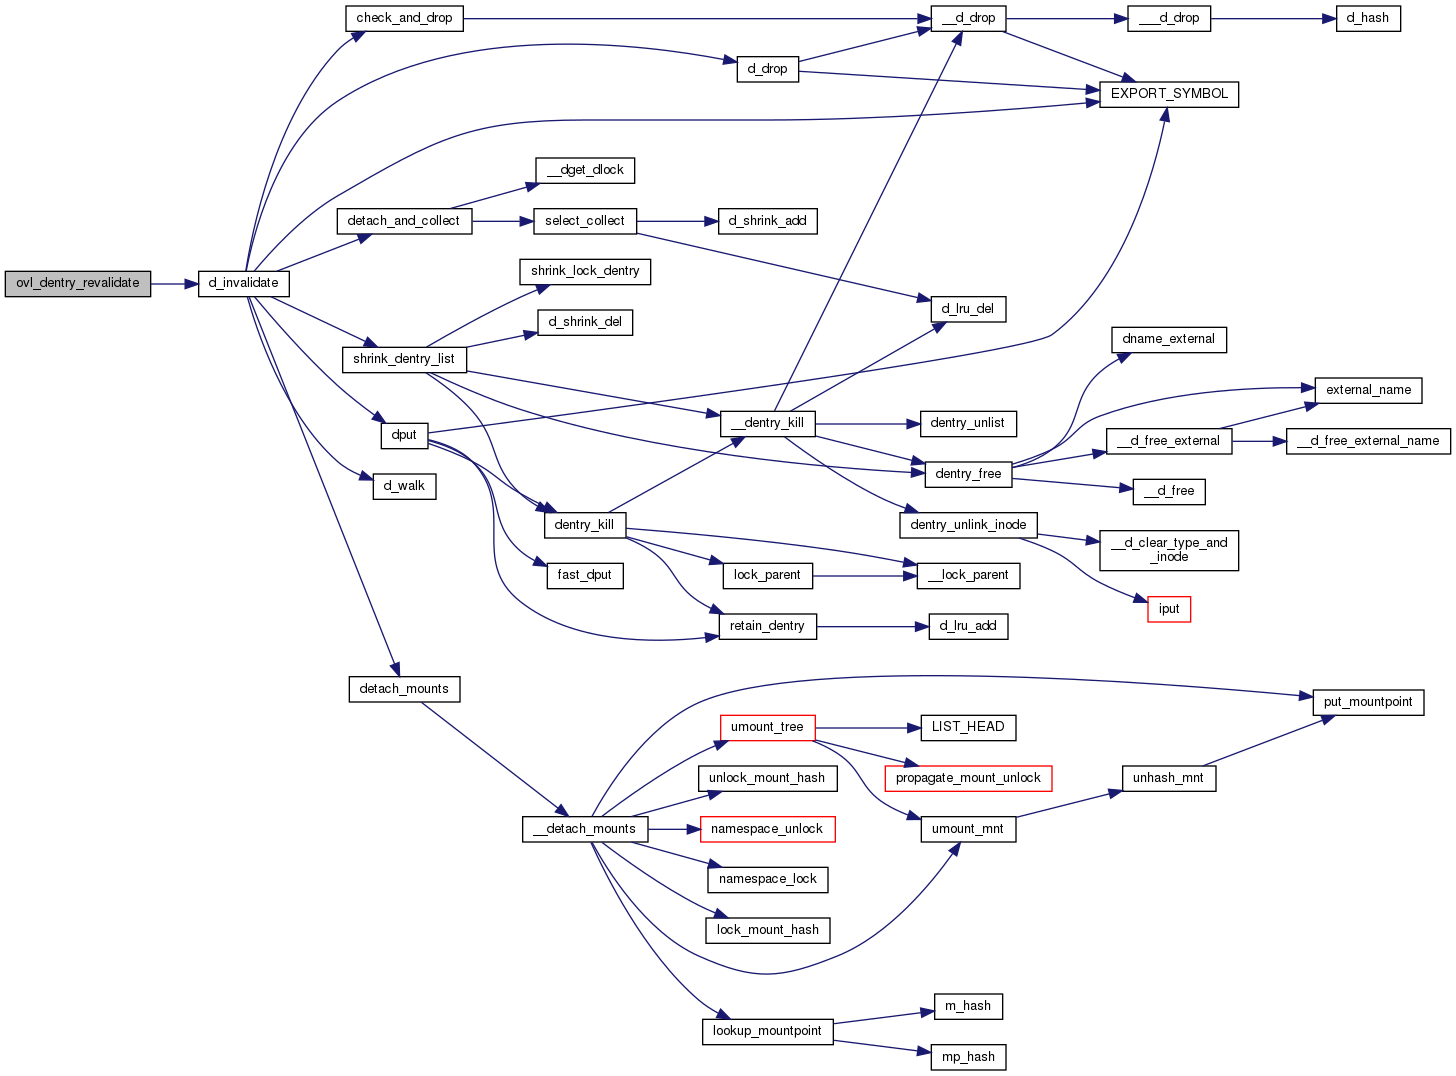 check_and_drop
__d_drop
___d_drop
d_hash
d_drop
EXPORT_SYMBOL
__dget_dlock
detach_and_collect
select_collect
d_shrink_add
shrink_lock_dentry
ovl_dentry_revalidate
d_invalidate
d_lru_del
d_shrink_del
dname_external
shrink_dentry_list
external_name
__dentry_kill
dentry_unlist
dput
__d_free_external
__d_free_external_name
dentry_free
d_walk
__d_free
dentry_kill
dentry_unlink_inode
__d_clear_type_and
_inode
fast_dput
lock_parent
__lock_parent
iput
retain_dentry
d_lru_add
detach_mounts
put_mountpoint
umount_tree
LIST_HEAD
unlock_mount_hash
propagate_mount_unlock
unhash_mnt
__detach_mounts
namespace_unlock
umount_mnt
namespace_lock
lock_mount_hash
m_hash
lookup_mountpoint
mp_hash